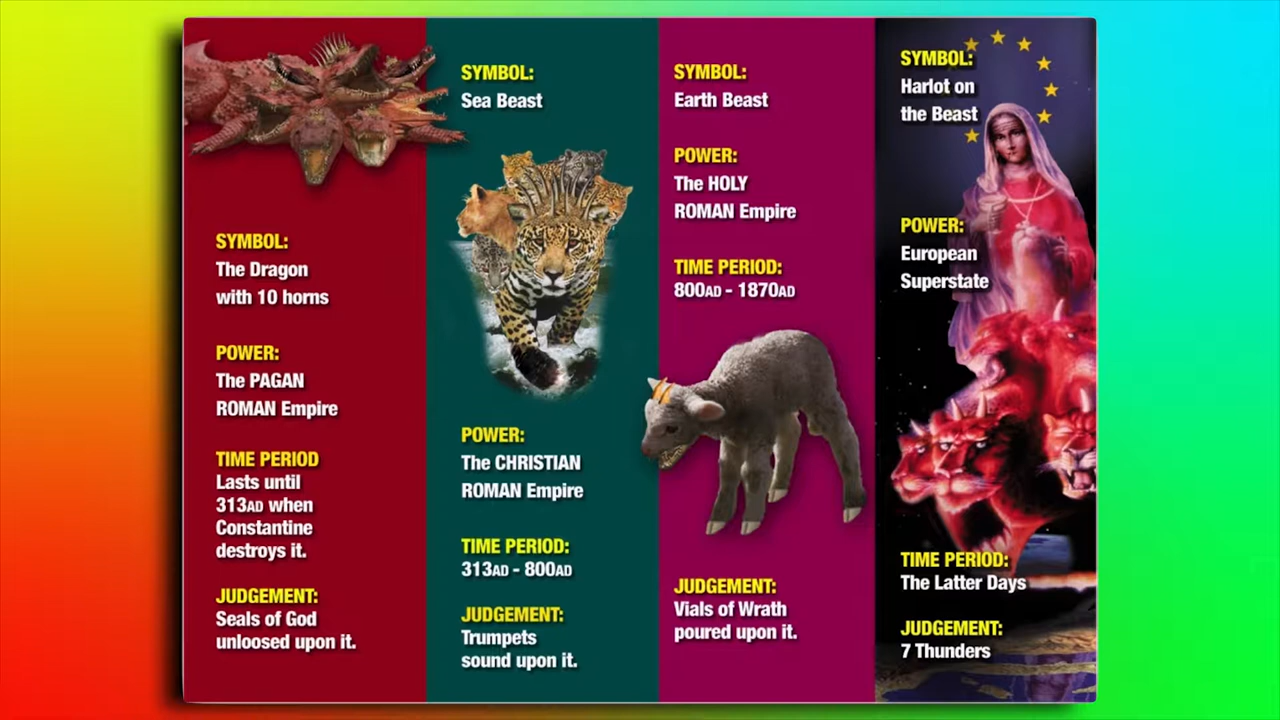 SYMBOL:
The Dragon
with 10 horns
POWER:
The PAGAN
ROMAN Empire
TIME PERIOD
Lasts until
313AD when
Constantine
destroys it.
JUDGEMENT:
Seals of God
unloosed upon it.
SYMBOL:
Sea Beast
POWER:
The CHRISTIAN
ROMAN Empire
TIME PERIOD:
313AD - 800AD
JUDGEMENT:
Trumpets
sound upon it.
SYMBOL:
Earth Beast
POWER:
The HOLY
ROMAN Empire
TIME PERIOD:
800AD - 1870AD
JUDGEMENT:
Vials of Wrath
poured upon it.
SYMBOL:
Harlot on
the Beast
POWER:
European
Superstate
TIME PERIOD:
The Latter Days
JUDGEMENT:
7 Thunders